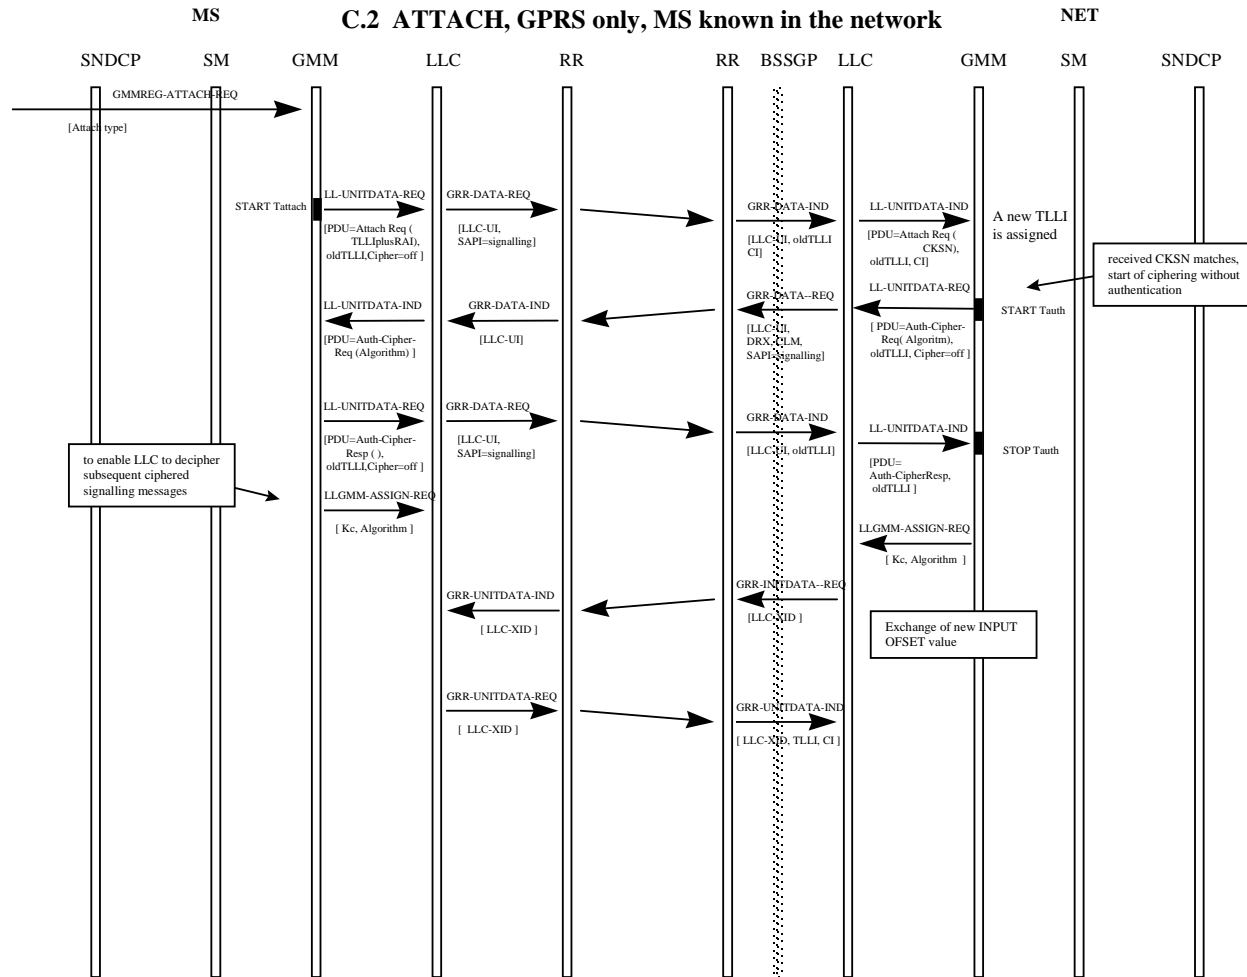 MS
C.2 ATTACH, GPRS only, MS known in the network
NET
SNDCP SM GMM LLC RR RR BSSGP LLC GMM SM SNDCP
GMMREG-ATTACH-REQ
[Attach type]
START Tattach
LL-UNITDATA-REQ
[PDU=Attach Req (
TLLIplusRAI),
oldTLLI,Cipher=off ]
GRR-DATA-REQ
[LLC-UI,
SAPI=signalling]
GRR-DATA-IND
[LLC-UI, oldTLLI
CI]
LL-UNITDATA-IND
[PDU=Attach Req (
CKSN),
oldTLLI, CI]
A new TLLI
is assigned
received CKSN matches,
start of ciphering without
authentication
LL-UNITDATA-IND
[PDU=Auth-Cipher-
Req (Algorithm) ]
GRR-DATA-IND
[LLC-UI]
GRR-DATA--REQ
[LLC-UI,
DRX, CLM,
SAPI=signalling]
LL-UNITDATA-REQ
[ PDU=Auth-Cipher-
Req( Algoritm),
oldTLLI, Cipher=off]
START Tauth
LL-UNITDATA-REQ
[PDU=Auth-Cipher-
Resp ( ),
oldTLLI,Cipher=off ]
GRR-DATA-REQ
[LLC-UI,
SAPI=signalling]
GRR-DATA-IND
[LLC-UI, oldTLLI]
LL-UNITDATA-IND
[PDU=
Auth-CipherResp,
oldTLLI ]
STOP Tauth
to enable LLC to decipher
subsequent ciphered
signalling messages
LLGMM-ASSIGN-REQ
[ Kc, Algorithm ]
LLGMM-ASSIGN-REQ
[ Kc, Algorithm ]
GRR-UNITDATA-IND
[ LLC-XID ]
GRR-INITDATA--REQ
[LLC-XID ]
Exchange of new INPUT
OFSET value
GRR-UNITDATA-REQ
[ LLC-XID ]
GRR-UNITDATA-IND
[ LLC-XID, TLLI, CI ]